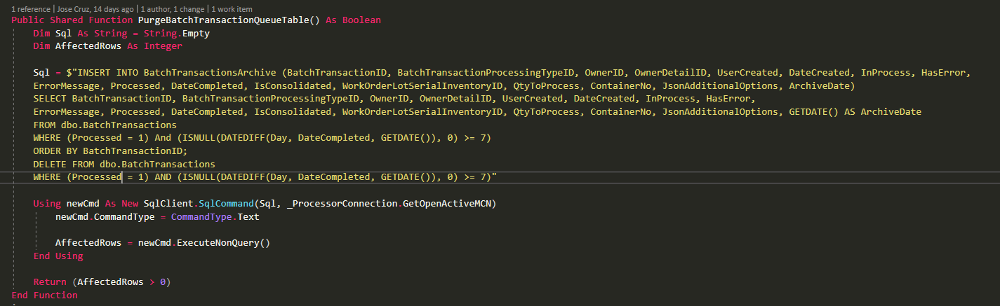 1 reference | Jose Cruz, 14 days ago | 1 author, 1 change | 1 work item
Public Shared Function PurgeBatchTransactionQueueTable() As Boolean
Dim Sql As String = String.Empty
Dim AffectedRows As Integer
Sql = $"INSERT INTO BatchTransactionsArchive (BatchTransactionID, BatchTransactionProcessingTypeID, OwnerID, OwnerDetailID, UserCreated, DateCreated, InProcess, HasError,
ErrorMessage, Processed, DateCompleted, IsConsolidated, WorkOrderLotSerialInventoryID, QtyToProcess, ContainerNo, JsonAdditionalOptions, ArchiveDate)
SELECT BatchTransactionID, BatchTransactionProcessingTypeID, OwnerID, OwnerDetailID, UserCreated, DateCreated, InProcess, HasError,
ErrorMessage, Processed, DateCompleted, IsConsolidated, WorkOrderLotSerialInventoryID, QtyToProcess, ContainerNo, JsonAdditionalOptions, GETDATE() AS ArchiveDate
FROM dbo.BatchTransactions
WHERE (Processed = 1) And (ISNULL(DATEDIFF(Day, DateCompleted, GETDATE()), 0) >= 7)
ORDER BY BatchTransactionID;
DELETE FROM dbo.BatchTransactions
WHERE (Processed = 1) AND (ISNULL(DATEDIFF(Day, DateCompleted, GETDATE()), 0) >= 7)"
Using newCmd As New SqlClient.SqlCommand(Sql, _ProcessorConnection.GetOpenActiveMCN)
newCmd.CommandType = CommandType.Text
AffectedRows = newCmd.ExecuteNonQuery()
End Using
Return (AffectedRows > 0)
End Function